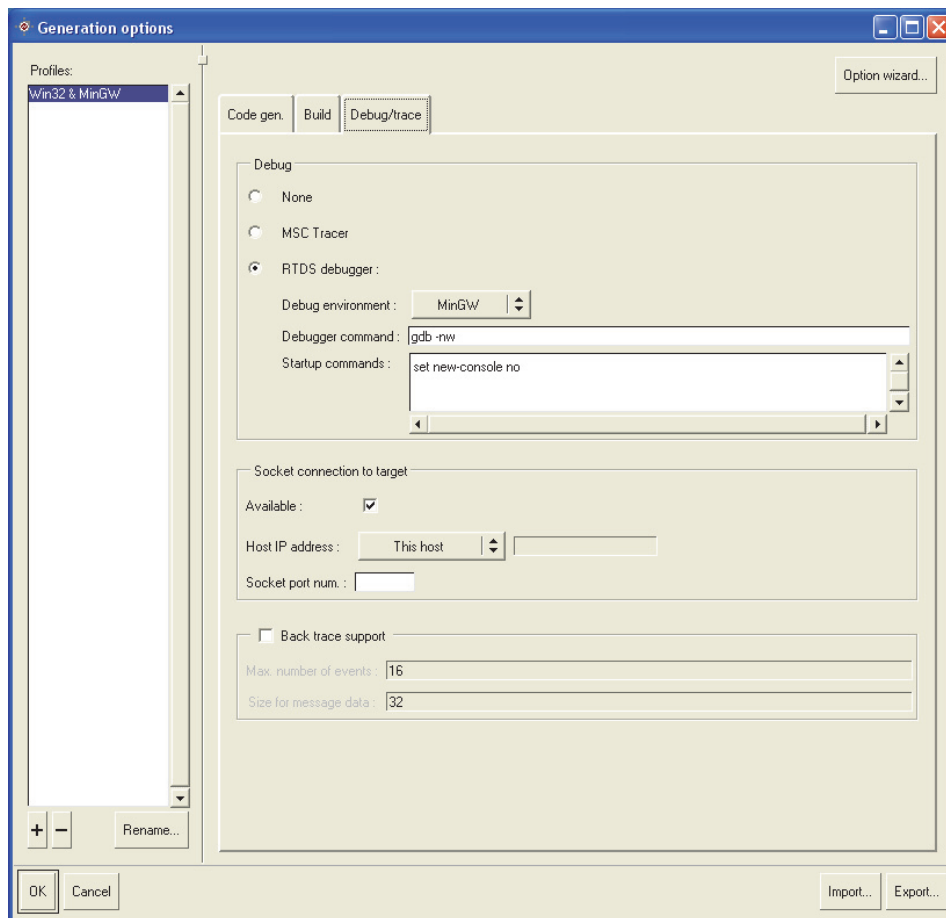 Generation options
Profiles:
Option wizard...
Win32 & MinGW
Code gen.
Build
Debug/trace
Debug
None
MSC Tracer
RTDS debugger :
Debug environment : MinGW
Debugger command : gdb -nw
Startup commands : set new-console no
Socket connection to target
Available :
Host IP address : This host
Socket port num. :
Back trace support
Max. number of events : 16
Size for message data : 32
+ − Rename...
OK Cancel Import... Export...